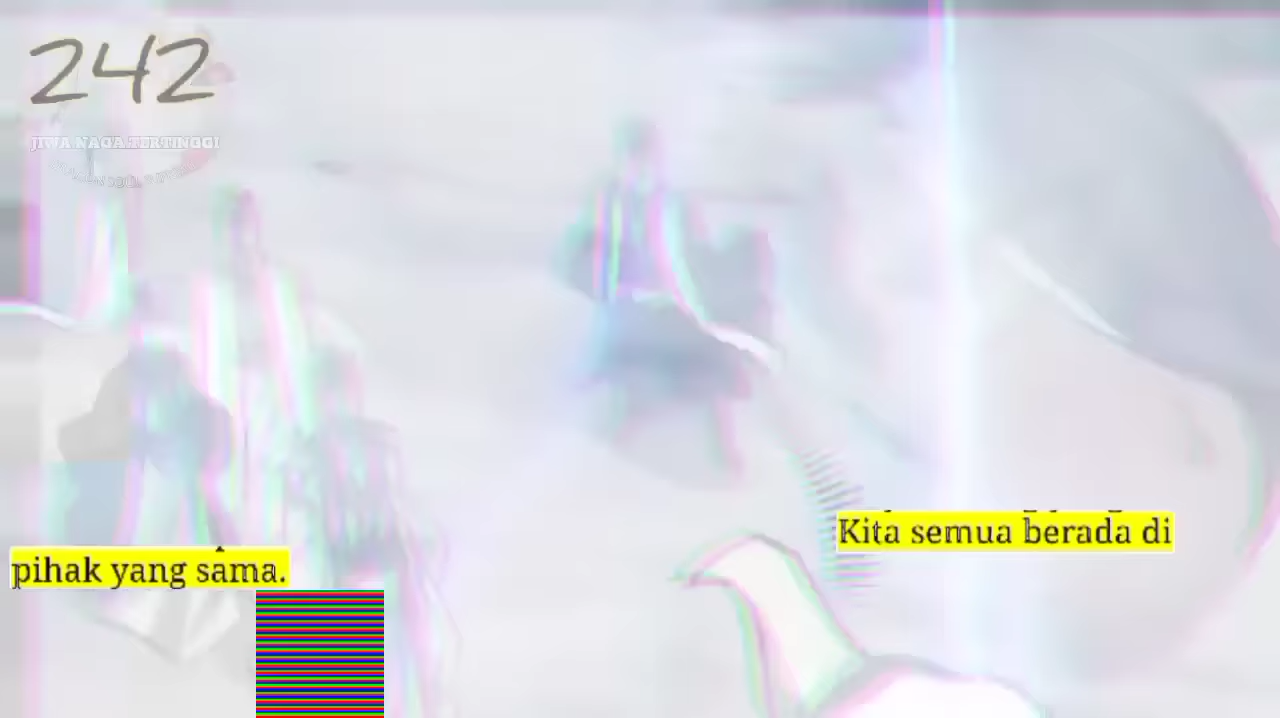 242
JIWA NAGA TERTINGGI
Kita semua berada di
pihak yang sama.